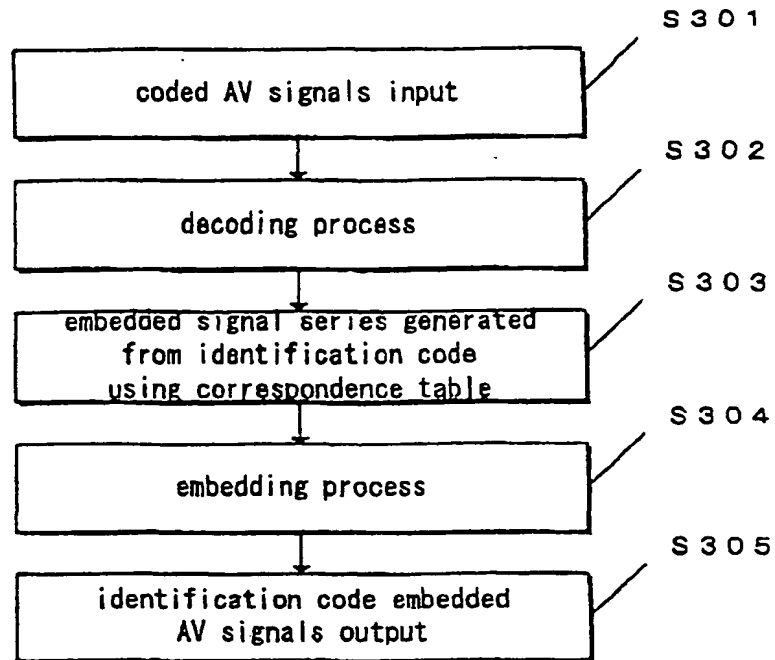 S301
coded AV signals input
S302
decoding process
S303
embedded signal series generated
from identification code
using correspondence table
S304
embedding process
S305
identification code embedded
AV signals output